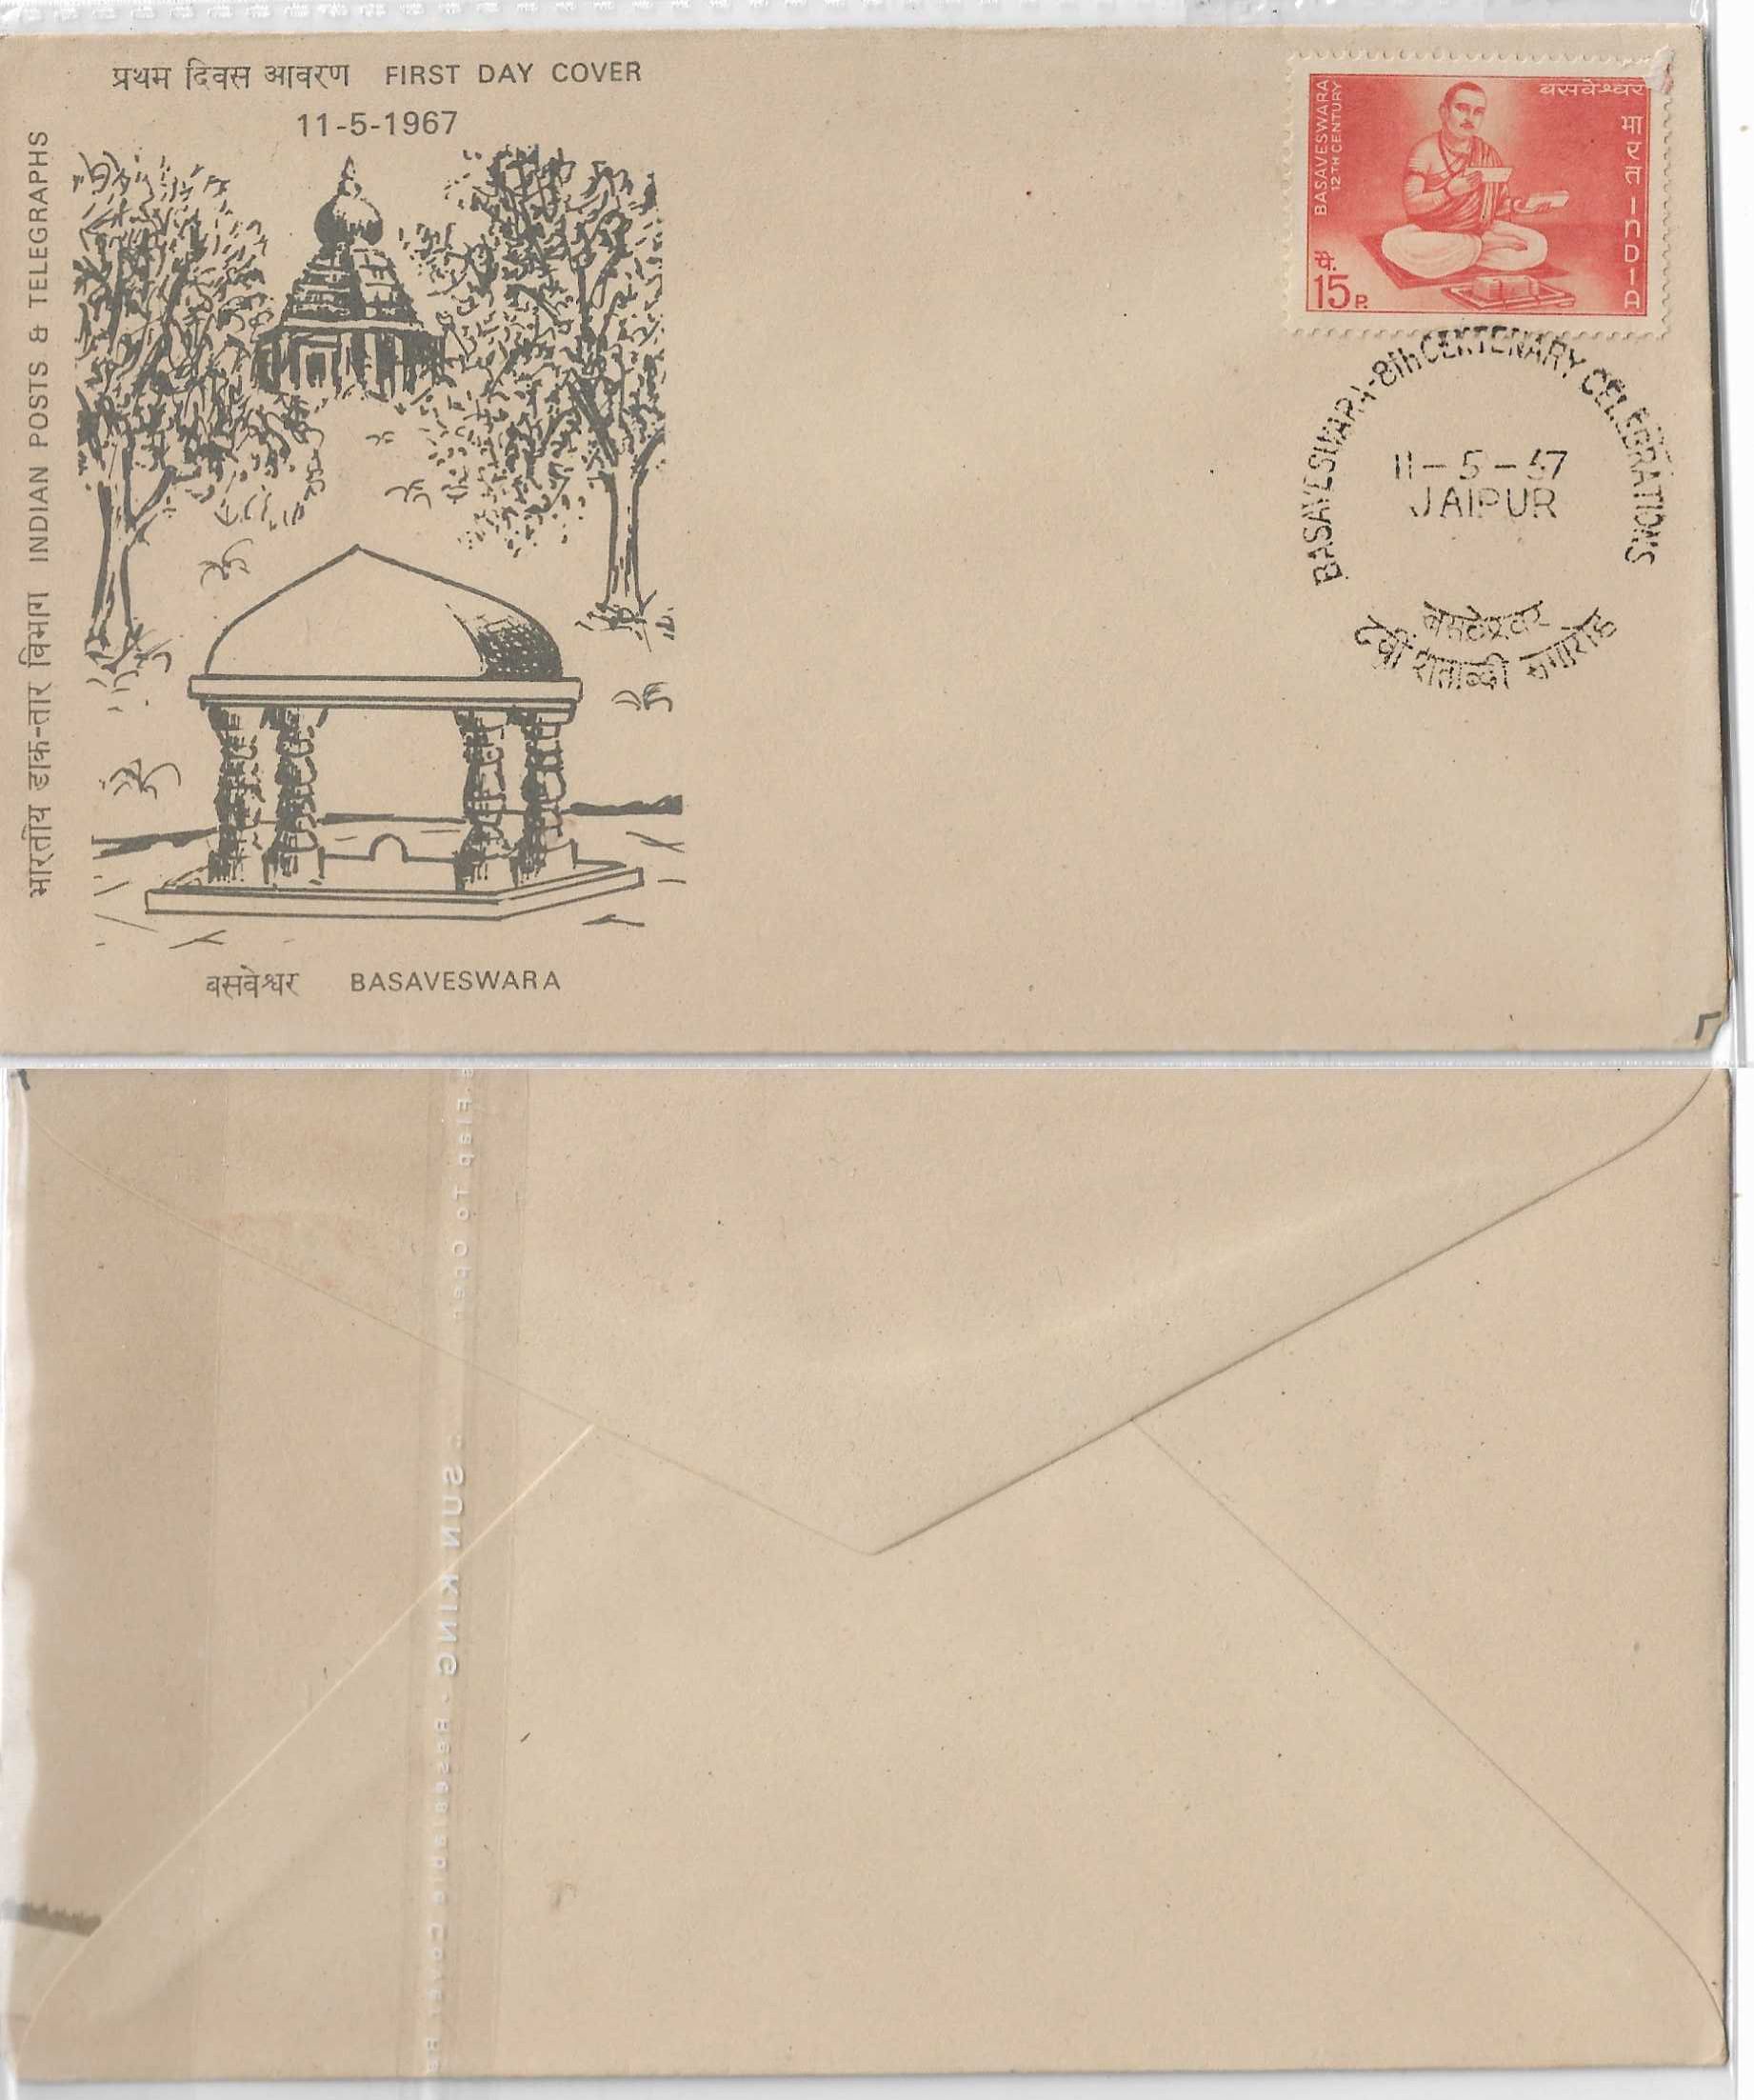 प्रथम दिवस आवरण FIRST DAY COVER
11-5-1967
भारतीय डाक-तार विभाग INDIAN POSTS & TELEGRAPHS
बसवेश्वर BASAVESWARA
BASAVESWARA
12TH CENTURY
बसवेश्वर
भारत INDIA
पै.
15 P.
BASAVESWARA-8th CENTENARY CELEBRATIONS
11-5-67
JAIPUR
बसवेश्वर
८वीं शताब्दी समारोह
Flap To Open
SUN KING Resealable Cover